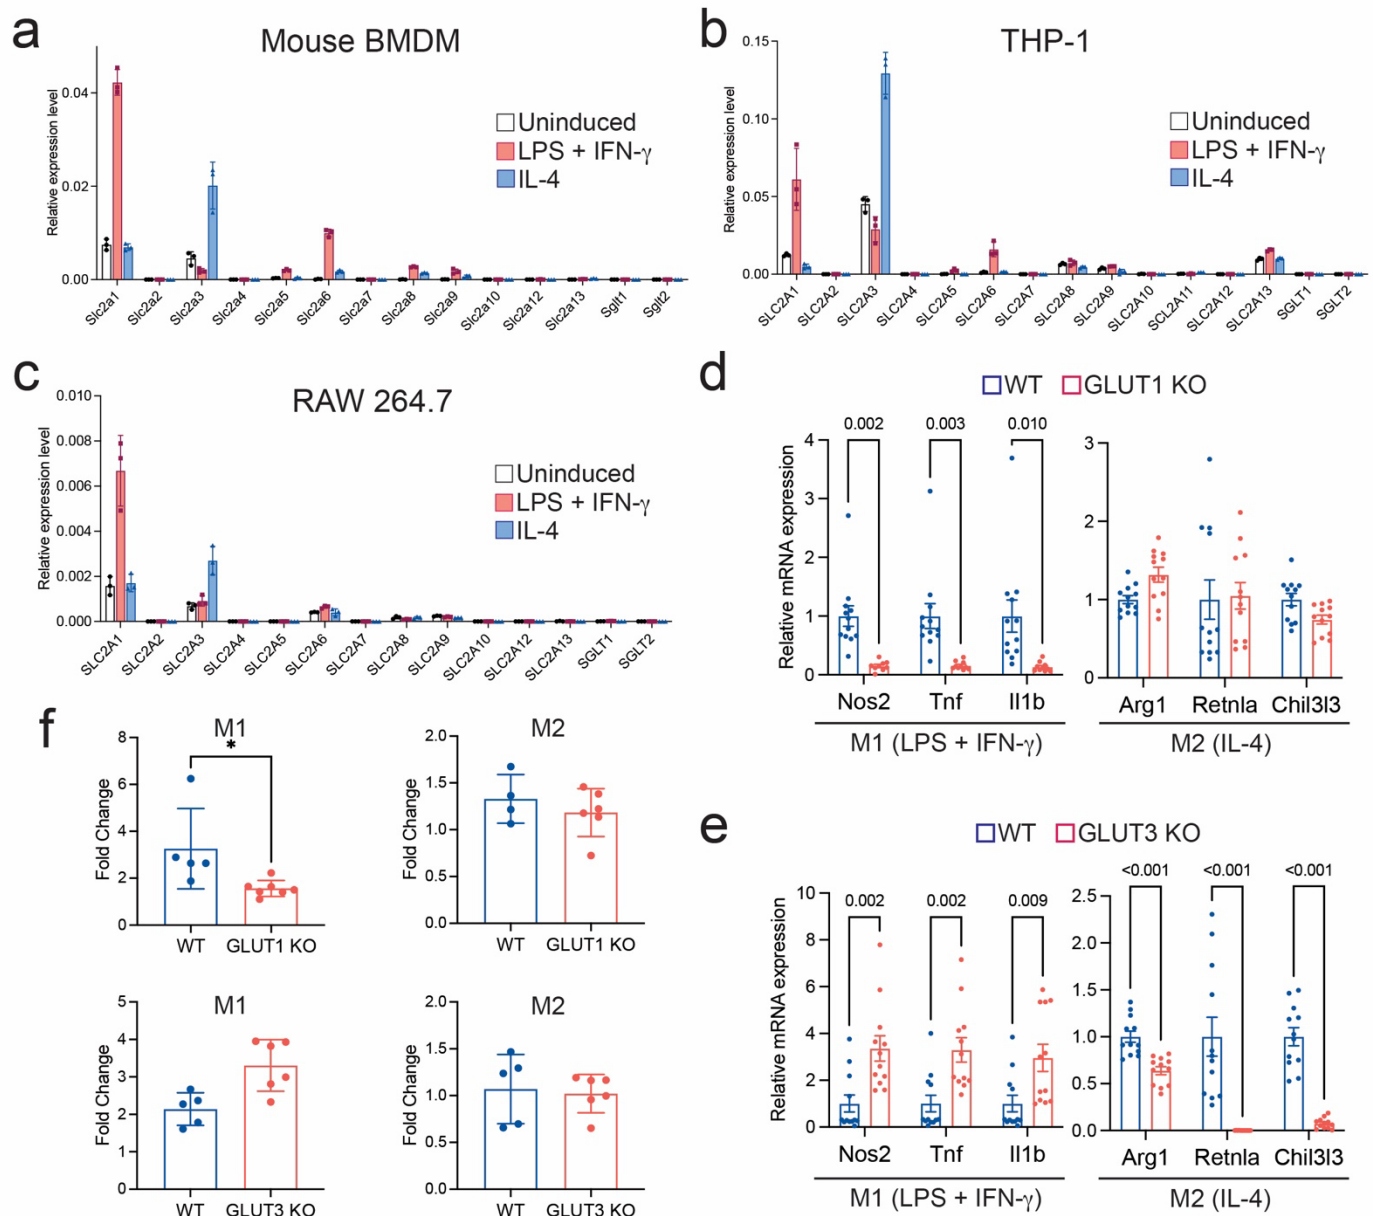 a
Mouse BMDM
Relative expression level
0.04
0.02
0.00
Uninduced
LPS + IFN-γ
IL-4
Slc2a1 Slc2a2 Slc2a3 Slc2a4 Slc2a5 Slc2a6 Slc2a7 Slc2a8 Slc2a9 Slc2a10 Slc2a12 Slc2a13 Sglt1 Sglt2
b
THP-1
Relative expression level
0.15
0.10
0.05
0.00
Uninduced
LPS + IFN-γ
IL-4
SLC2A1 SLC2A2 SLC2A3 SLC2A4 SLC2A5 SLC2A6 SLC2A7 SLC2A8 SLC2A9 SLC2A10 SCL2A11 SLC2A12 SLC2A13 SGLT1 SGLT2
c
RAW 264.7
Relative expression level
0.010
0.008
0.006
0.004
0.002
0.000
Uninduced
LPS + IFN-γ
IL-4
SLC2A1 SLC2A2 SLC2A3 SLC2A4 SLC2A5 SLC2A6 SLC2A7 SLC2A8 SLC2A9 SLC2A10 SLC2A12 SLC2A13 SGLT1 SGLT2
d
WT GLUT1 KO
Relative mRNA expression
4
3
2
1
0
0.002 0.003 0.010
Nos2 Tnf Il1b
M1 (LPS + IFN-γ)
3
2
1
0
Arg1 Retnla Chil3l3
M2 (IL-4)
e
WT GLUT3 KO
Relative mRNA expression
10
8
6
4
2
0
0.002 0.002 0.009
Nos2 Tnf Il1b
M1 (LPS + IFN-γ)
<0.001 <0.001 <0.001
2.5
2.0
1.5
1.0
0.5
0.0
Arg1 Retnla Chil3l3
M2 (IL-4)
f
M1
*
Fold Change
8
6
4
2
0
WT GLUT1 KO
M2
Fold Change
2.0
1.5
1.0
0.5
0.0
WT GLUT1 KO
M1
Fold Change
5
4
3
2
1
0
WT GLUT3 KO
M2
Fold Change
2.0
1.5
1.0
0.5
0.0
WT GLUT3 KO